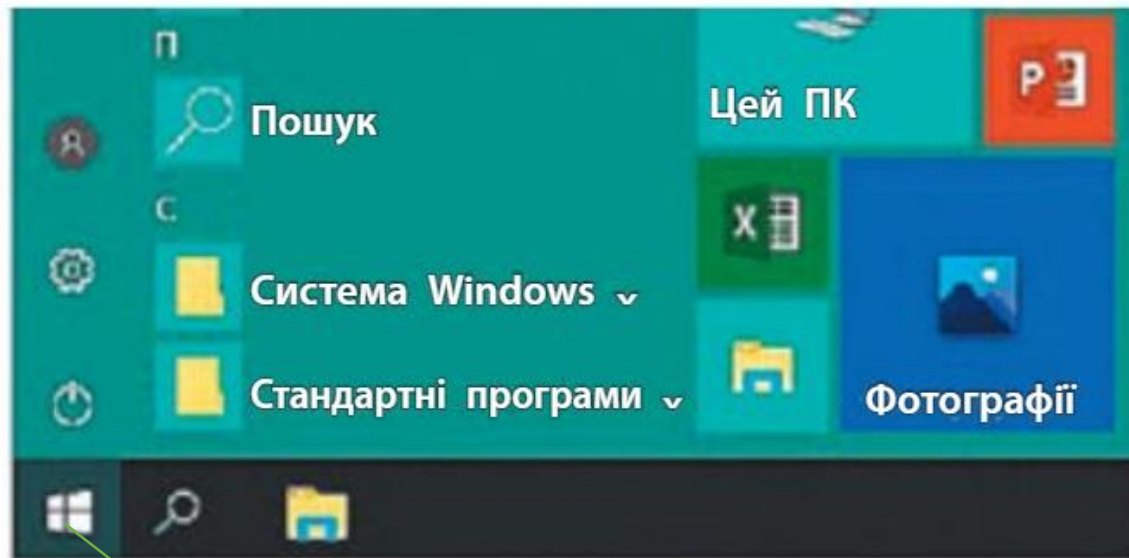 П
Пошук
С
Система Windows
Стандартні програми
Цей ПК
P
X
Фотографії